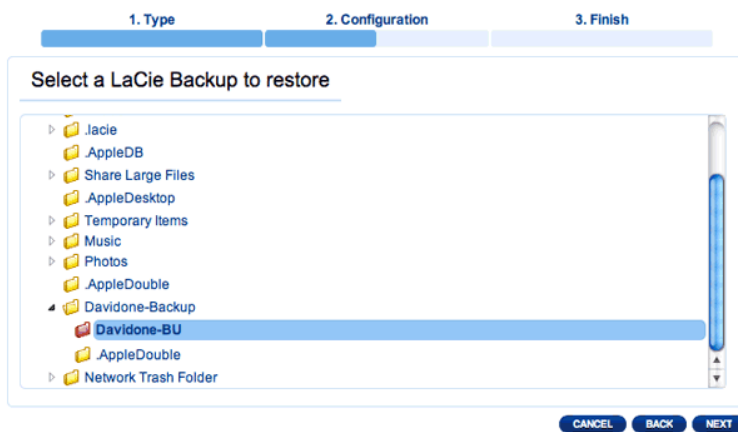 1. Type 2. Configuration 3. Finish
Select a LaCie Backup to restore
.lacie
.AppleDB
Share Large Files
.AppleDesktop
Temporary Items
Music
Photos
.AppleDouble
Davidone-Backup
Davidone-BU
.AppleDouble
Network Trash Folder
CANCEL BACK NEXT